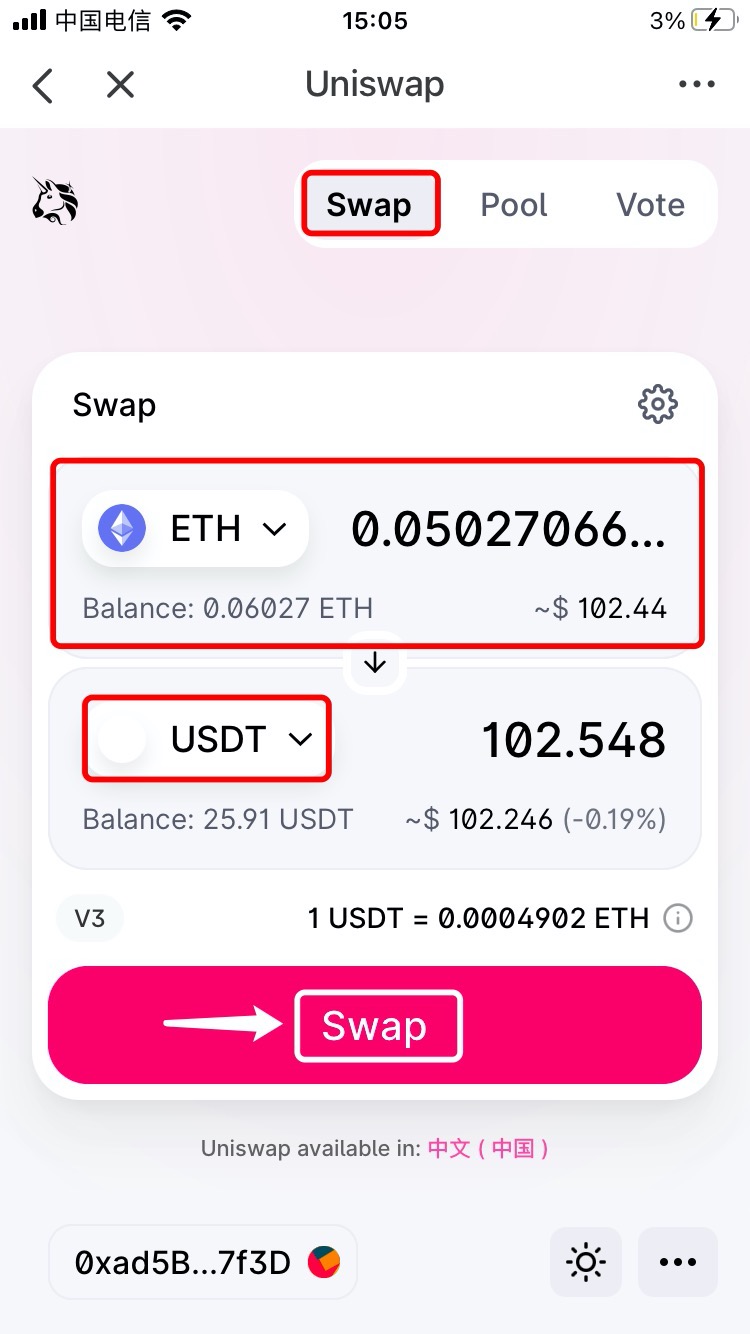 中国电信 15:05 3%
Uniswap
Swap Pool Vote
Swap
ETH 0.05027066...
Balance: 0.06027 ETH ~$ 102.44
USDT 102.548
Balance: 25.91 USDT ~$ 102.246 (-0.19%)
V3 1 USDT = 0.0004902 ETH
Swap
Uniswap available in: 中文 ( 中国 )
0xad5B...7f3D